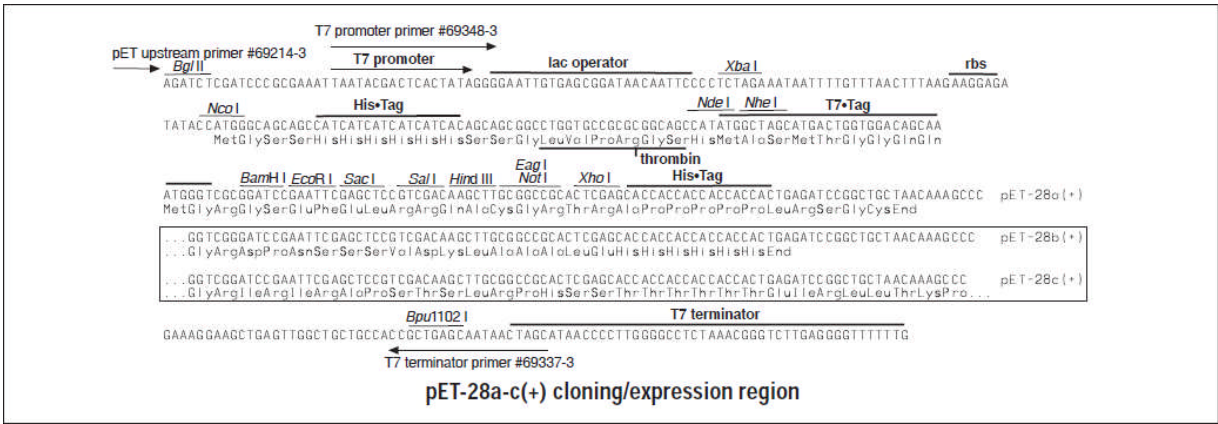 T7 promoter primer #69348-3
pET upstream primer #69214-3
Bgl II T7 promoter lac operator Xba I rbs
AGATCTCGATCCCGCGAAATTAATACGACTCACTATAGGGGAATTGTGAGCGGATAACAATTCCCCTCTAGAAATAATTTTGTTTAACTTTAAGAAGGAGA
Nco I His•Tag Nde I Nhe I T7•Tag
TATACCATGGGCAGCAGCCATCATCATCATCATCACAGCAGCGGCCTGGTGCCGCGCGGCAGCCATATGGCTAGCATGACTGGTGGACAGCAA
MetGlySerSerHisHisHisHisHisHisSerSerGlyLeuValProArgGlySerHisMetAlaSerMetThrGlyGlyGlnGln
thrombin
Eag I
BamH I EcoR I Sac I Sal I Hind III Not I Xho I His•Tag
ATGGGTCGCGGATCCGAATTCGAGCTCCGTCGACAAGCTTGCGGCCGCACTCGAGCACCACCACCACCACCACTGAGATCCGGCTGCTAACAAAGCCC pET-28a(+)
MetGlyArgGlySerGluPheGluLeuArgArgGlnAlaCysGlyArgThrArgAlaProProProProProLeuArgSerGlyCysEnd
...GGTCGGGATCCGAATTCGAGCTCCGTCGACAAGCTTGCGGCCGCACTCGAGCACCACCACCACCACCACTGAGATCCGGCTGCTAACAAAGCCC pET-28b(+)
...GlyArgAspProAsnSerSerSerValAspLysLeuAlaAlaAlaLeuGluHisHisHisHisHisHisEnd
...GGTCGGATCCGAATTCGAGCTCCGTCGACAAGCTTGCGGCCGCACTCGAGCACCACCACCACCACCACTGAGATCCGGCTGCTAACAAAGCCC pET-28c(+)
...GlyArgIleArgIleArgAlaProSerThrSerLeuArgProHisSerSerThrThrThrThrThrThrGluIleArgLeuLeuThrLysPro...
Bpu1102 I T7 terminator
GAAAGGAAGCTGAGTTGGCTGCTGCCACCGCTGAGCAATAACTAGCATAACCCCTTGGGGCCTCTAAACGGGTCTTGAGGGGTTTTTTG
T7 terminator primer #69337-3
pET-28a-c(+) cloning/expression region